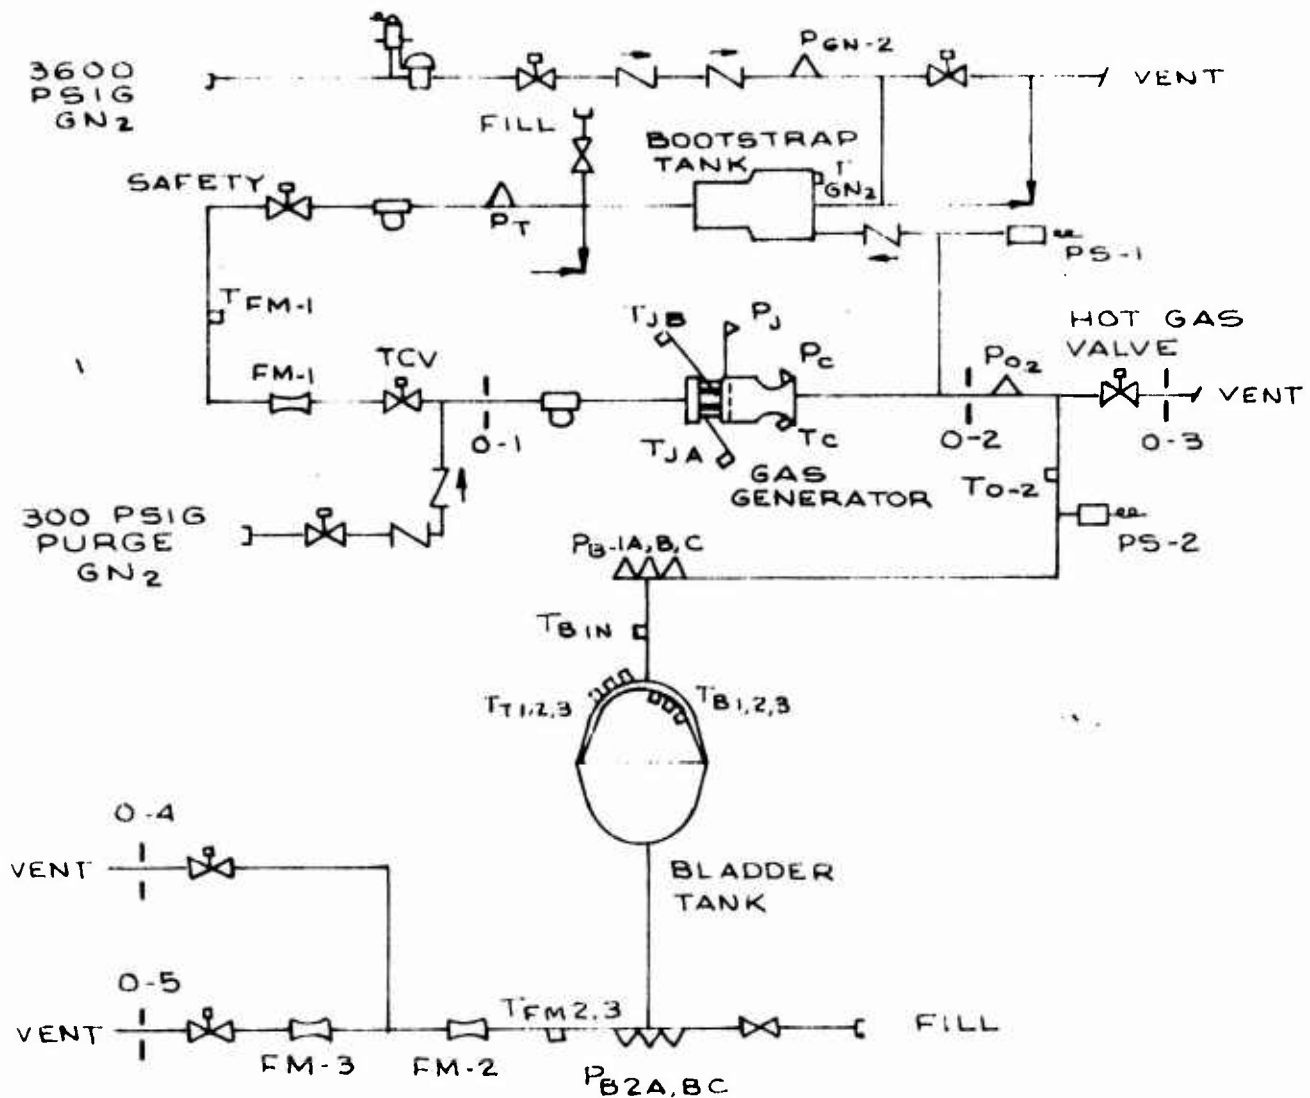 3600
PSIG
GN2
PGN-2
VENT
FILL
BOOTSTRAP
TANK
T
GN2
SAFETY
PT
PS-1
TFM-1
TJB
PJ
HOT GAS
VALVE
FM-1
TCV
PC
PO2
VENT
O-1
TJA
TC
O-2
O-3
GAS
GENERATOR
TO-2
300 PSIG
PURGE
GN2
PB-1A,B,C
PS-2
TB IN
TT1,2,3
TB1,2,3
O-4
VENT
BLADDER
TANK
O-5
TFM2,3
VENT
FILL
FM-3
FM-2
PB2A,BC